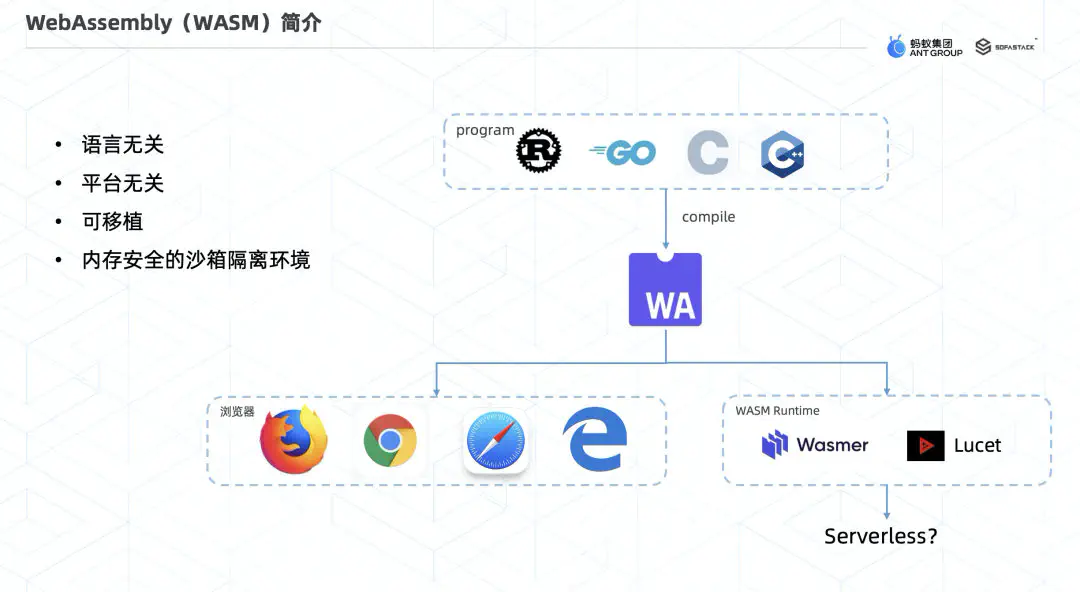 WebAssembly（WASM）简介
蚂蚁集团
ANT GROUP
SOFASTACK
语言无关
平台无关
可移植
内存安全的沙箱隔离环境
program
R
GO
C
C++
compile
WA
浏览器
WASM Runtime
Wasmer
Lucet
Serverless?